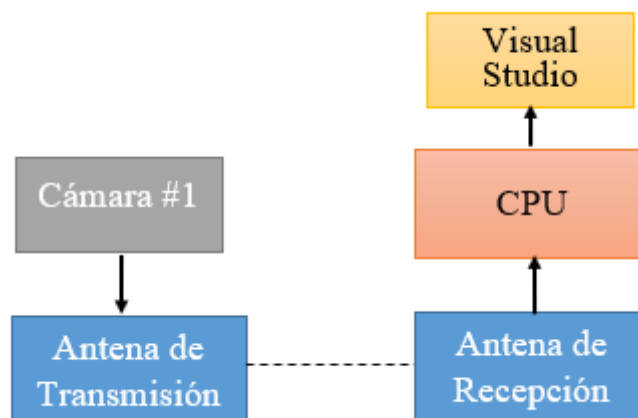 Visual
Studio
Cámara #1
CPU
Antena de
Transmisión
Antena de
Recepción